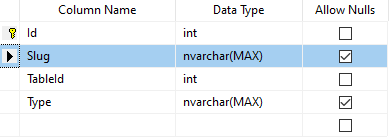 Column Name Data Type Allow Nulls
Id int
Slug nvarchar(MAX)
TableId int
Type nvarchar(MAX)